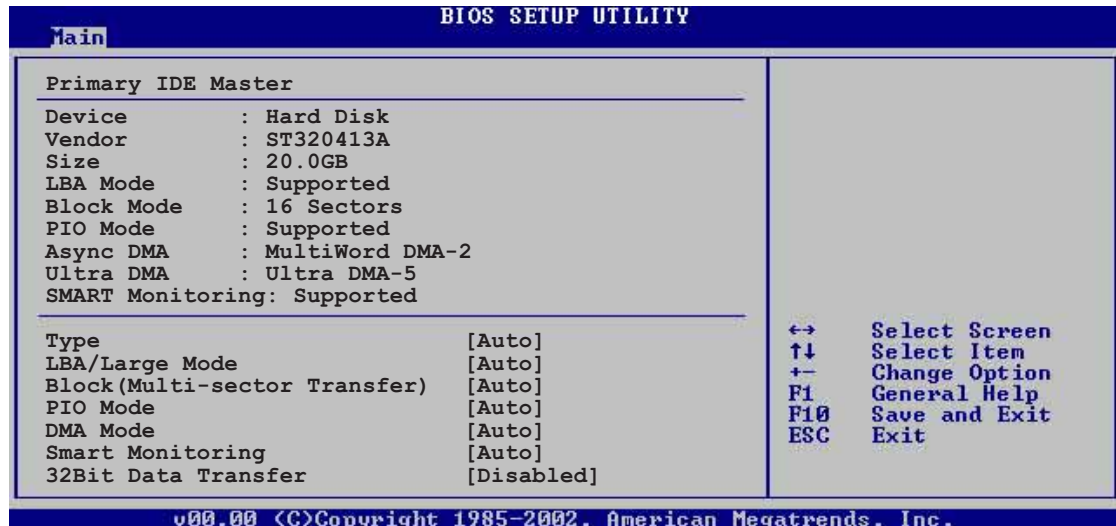 BIOS SETUP UTILITY
Main
Primary IDE Master
Device : Hard Disk
Vendor : ST320413A
Size : 20.0GB
LBA Mode : Supported
Block Mode : 16 Sectors
PIO Mode : Supported
Async DMA : MultiWord DMA-2
Ultra DMA : Ultra DMA-5
SMART Monitoring: Supported
Type [Auto]
LBA/Large Mode [Auto]
Block(Multi-sector Transfer) [Auto]
PIO Mode [Auto]
DMA Mode [Auto]
Smart Monitoring [Auto]
32Bit Data Transfer [Disabled]
←→ Select Screen
↑↓ Select Item
+- Change Option
F1 General Help
F10 Save and Exit
ESC Exit
v00.00 (C)Copyright 1985-2002, American Megatrends, Inc.